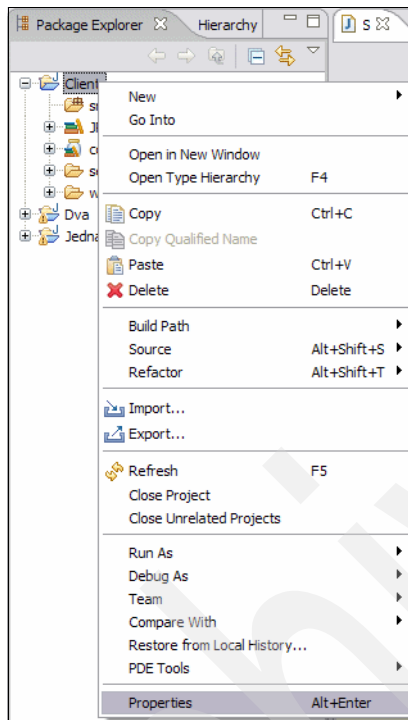 Package Explorer Hierarchy S
Client
New
Go Into
Open in New Window
Open Type Hierarchy F4
Copy Ctrl+C
Copy Qualified Name
Paste Ctrl+V
Delete Delete
Build Path
Source Alt+Shift+S
Refactor Alt+Shift+T
Import...
Export...
Refresh F5
Close Project
Close Unrelated Projects
Run As
Debug As
Team
Compare With
Restore from Local History...
PDE Tools
Properties Alt+Enter
Dva
Jedna